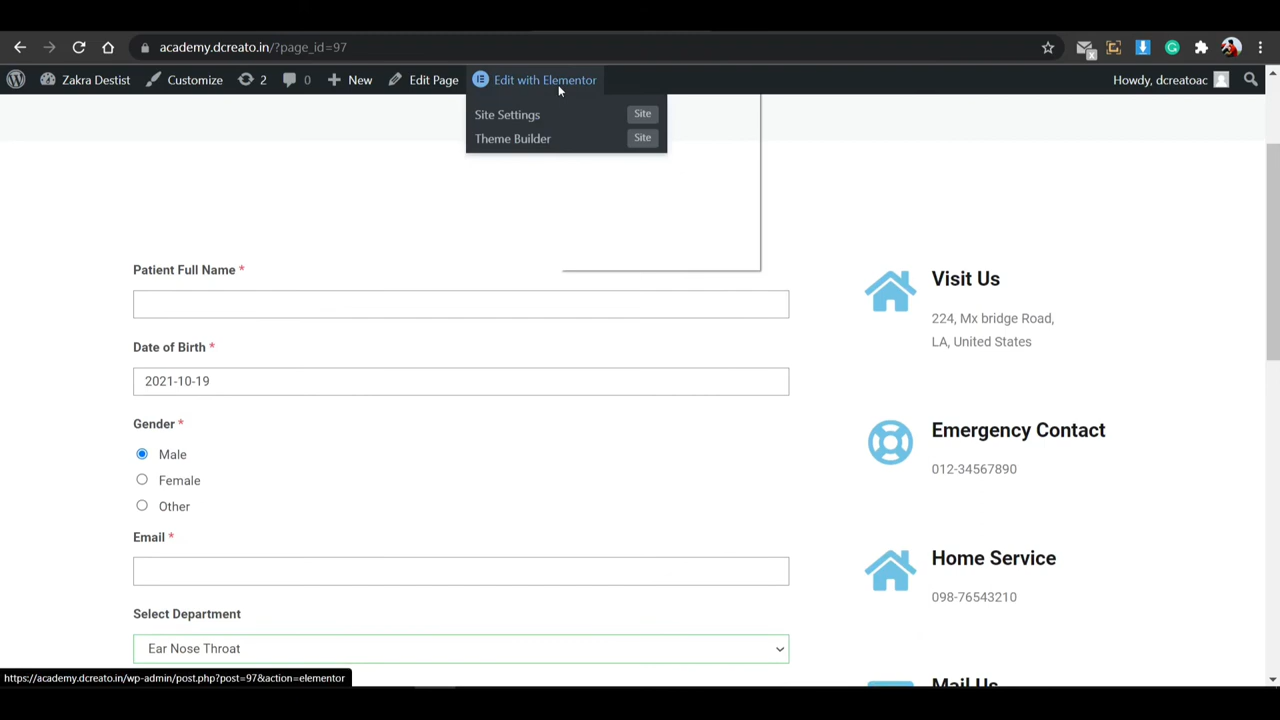 academy.dcreato.in/?page_id=97
Zakra Destist Customize 2 0 New Edit Page Edit with Elementor Howdy, dcreatoac
Site Settings Site
Theme Builder Site
Patient Full Name *
Date of Birth *
2021-10-19
Gender *
Male
Female
Other
Email *
Select Department
Ear Nose Throat
Visit Us
224, Mx bridge Road,
LA, United States
Emergency Contact
012-34567890
Home Service
098-76543210
Mail Us
https://academy.dcreato.in/wp-admin/post.php?post=97&action=elementor